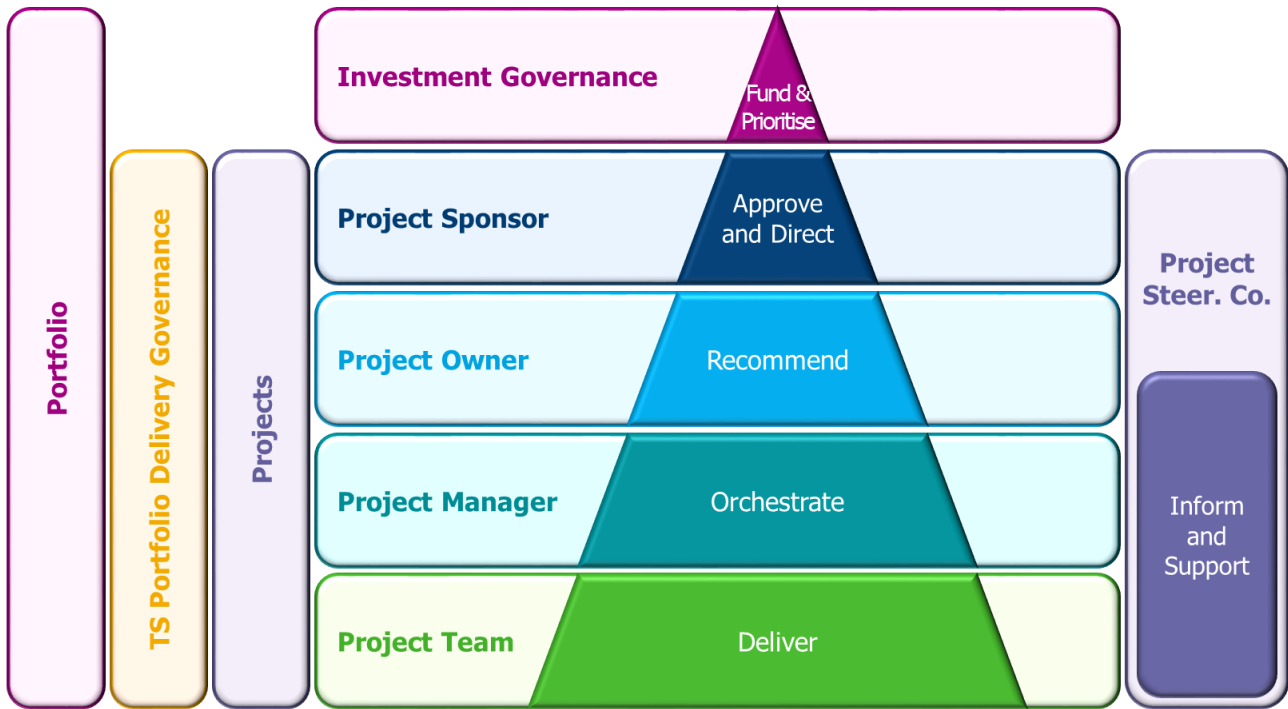 Portfolio
TS Portfolio Delivery Governance
Projects
Investment Governance
Fund &
Prioritise
Project Sponsor
Approve
and Direct
Project Owner
Recommend
Project Manager
Orchestrate
Project Team
Deliver
Project
Steer. Co.
Inform
and
Support